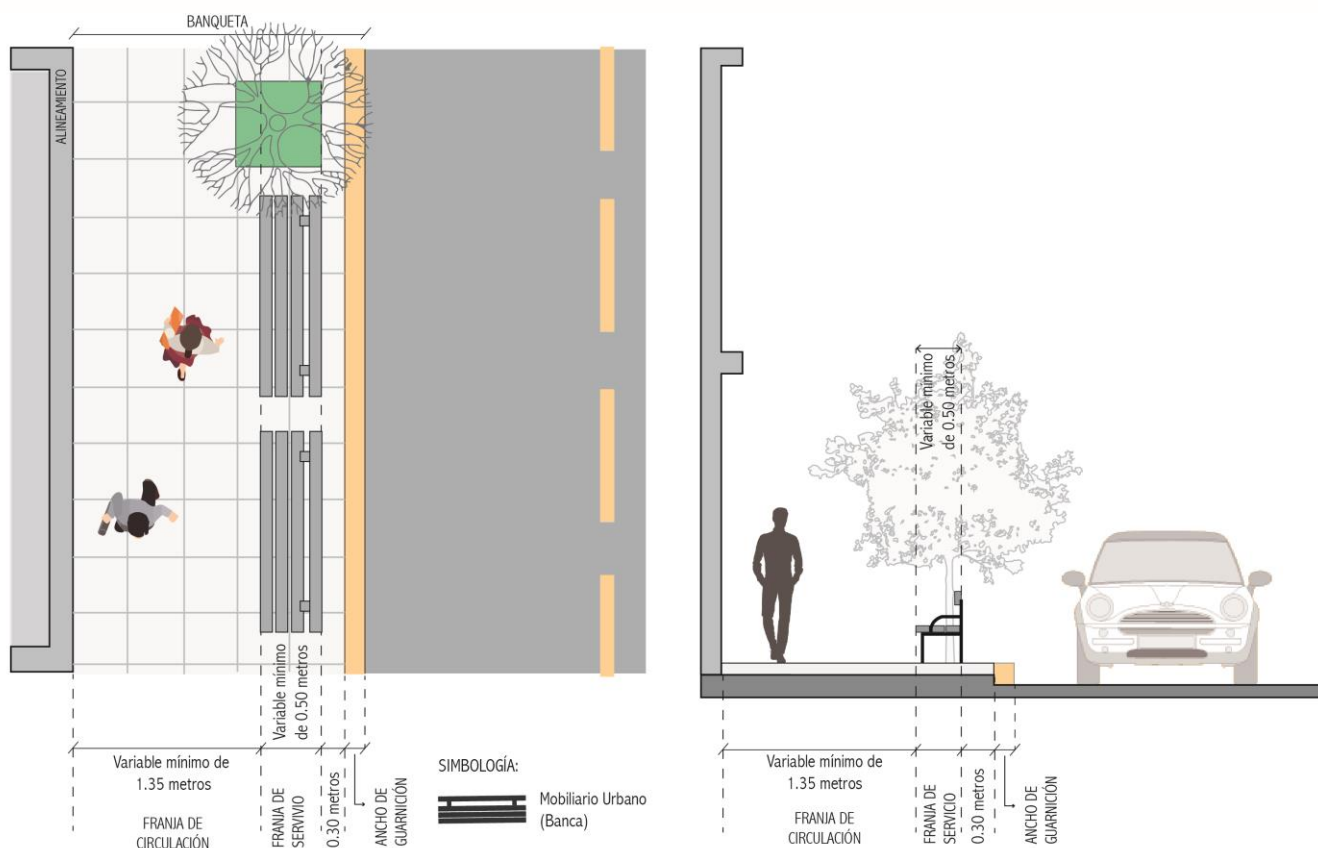 BANQUETA
ALINEAMIENTO
Variable mínimo
de 0.50 metros
Variable mínimo de
1.35 metros
FRANJA DE
CIRCULACIÓN
FRANJA DE
SERVIVIO
0.30 metros
ANCHO DE
GUARNICIÓN
SIMBOLOGÍA:
Mobiliario Urbano
(Banca)
Variable mínimo
de 0.50 metros
Variable mínimo de
1.35 metros
FRANJA DE
CIRCULACIÓN
FRANJA DE
SERVICIO
0.30 metros
ANCHO DE
GUARNICIÓN